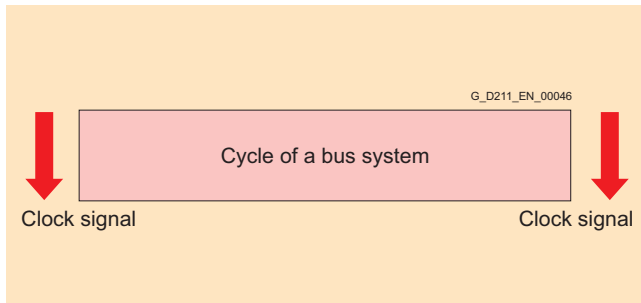 G_D211_EN_00046
Cycle of a bus system
Clock signal
Clock signal